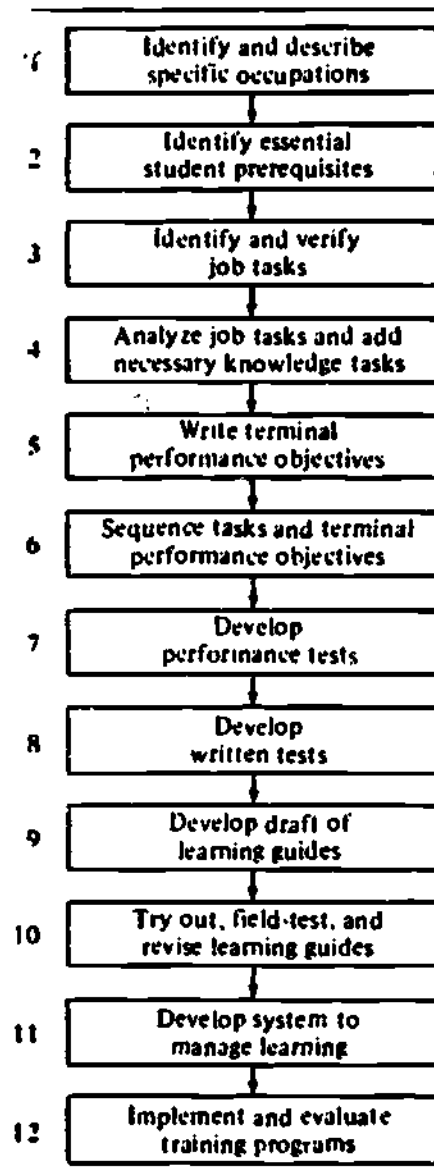 Identify and describe
specific occupations
2
Identify essential
student prerequisites
3
Identify and verify
job tasks
4
Analyze job tasks and add
necessary knowledge tasks
5
Write terminal
performance objectives
6
Sequence tasks and terminal
performance objectives
7
Develop
performance tests
8
Develop
written tests
9
Develop draft of
learning guides
10
Try out, field-test, and
revise learning guides
11
Develop system to
manage learning
12
Implement and evaluate
training programs